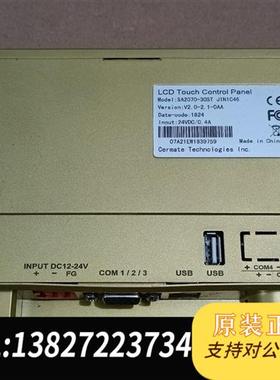 LCD Touch Control Panel
Model:SA2070-30ST JIN1C46
Version:V2.0-2.1-0AA
Date-code:1824
Input:24VDC/0.4A
07A21EM1839759
Cermate Technologies Inc.
Made in China
INPUT DC12-24V
+ - FG
COM 1 / 2 / 3
USB
USB
COM4
+ -
原装正
:13827223734
支持对公